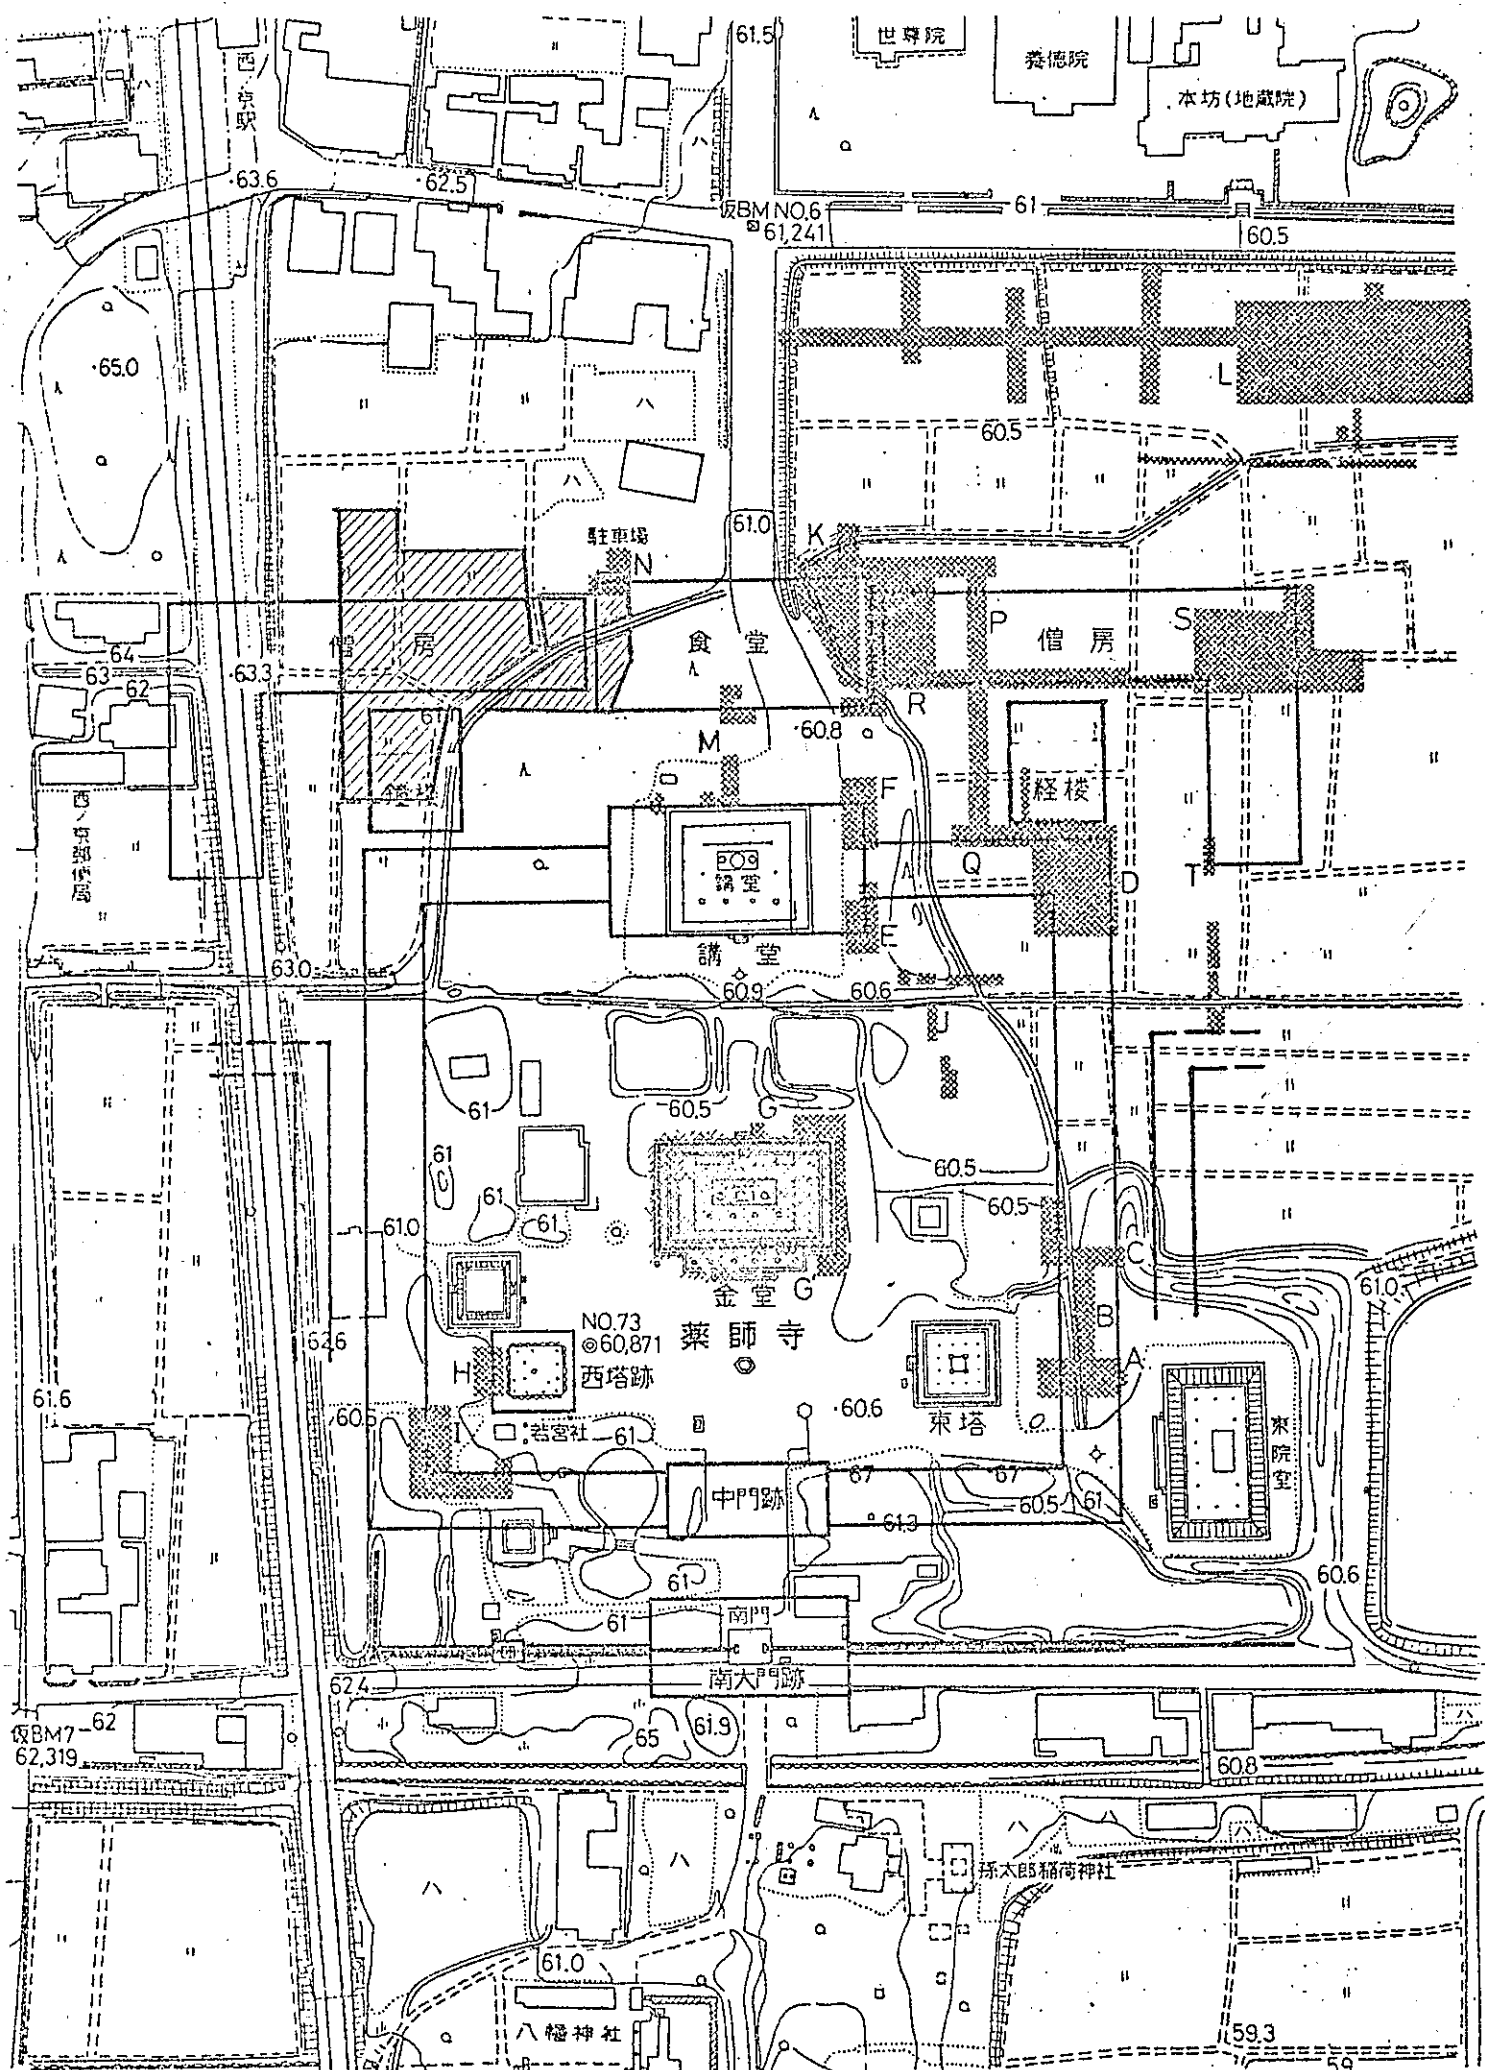 61.5
世尊院
養徳院
本坊(地蔵院)
西ノ京駅
63.6
62.5
仮BM NO.6
61,241
61
60.5
65.0
L
60.5
駐車場
N
61.0
K
P
S
僧房
食堂
僧房
64
63
62
63.3
61
R
60.8
M
F
経楼
鐘楼
西ノ京郵便局
講堂
Q
D
T
E
講堂
63.0
60.9
60.6
J
61
60.5
G
61
60.5
61
61
60.5
61.0
C
61.0
金堂
G'
B
62.6
NO.73
60,871
薬師寺
H
西塔跡
A
61.6
60.5
I
若宮社
61
60.6
東塔
東院堂
中門跡
67
67
60.5
61
61.3
61
60.6
61
南門
南大門跡
62.4
仮BM7
62
62,319
65
61.9
60.8
孫太郎稲荷神社
61.0
八幡神社
59.3
59